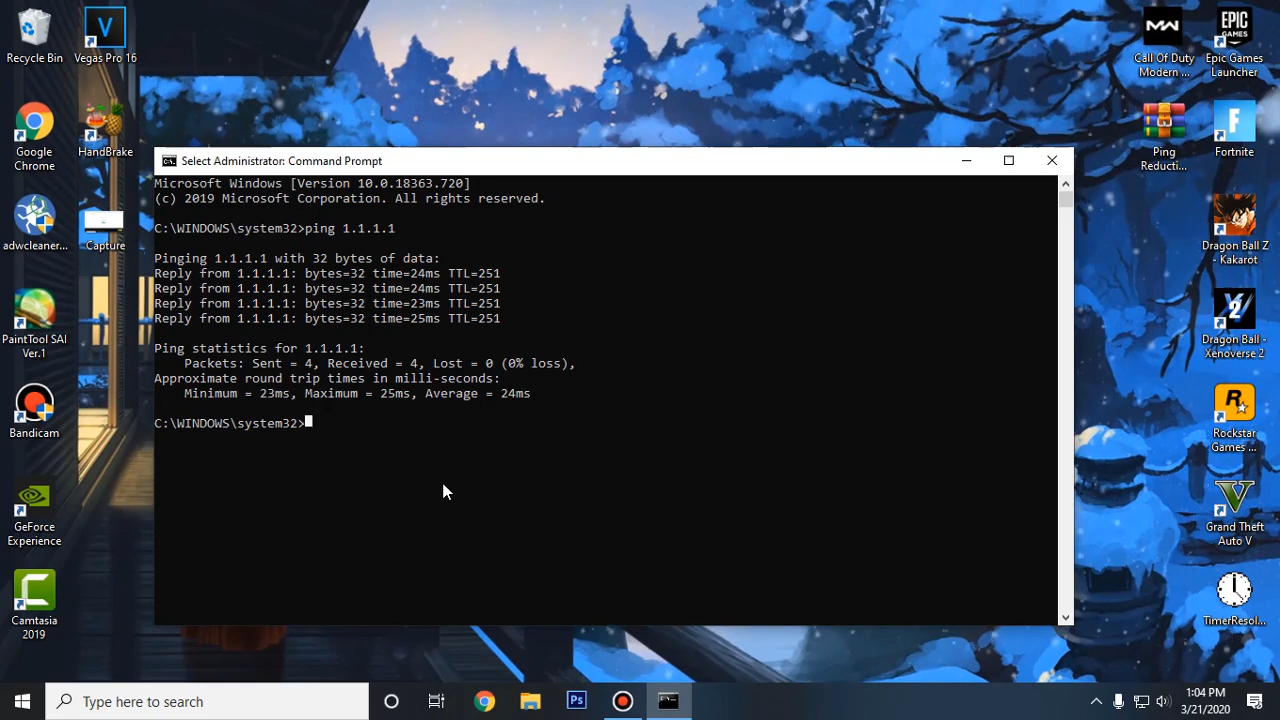 Recycle Bin
V
Vegas Pro 16
Google
Chrome
HandBrake
adwcleaner...
Capture
PaintTool SAI
Ver.1
Bandicam
GeForce
Experience
Camtasia
2019
Select Administrator: Command Prompt
Microsoft Windows [Version 10.0.18363.720]
(c) 2019 Microsoft Corporation. All rights reserved.
C:\WINDOWS\system32>ping 1.1.1.1
Pinging 1.1.1.1 with 32 bytes of data:
Reply from 1.1.1.1: bytes=32 time=24ms TTL=251
Reply from 1.1.1.1: bytes=32 time=24ms TTL=251
Reply from 1.1.1.1: bytes=32 time=23ms TTL=251
Reply from 1.1.1.1: bytes=32 time=25ms TTL=251
Ping statistics for 1.1.1.1:
Packets: Sent = 4, Received = 4, Lost = 0 (0% loss),
Approximate round trip times in milli-seconds:
Minimum = 23ms, Maximum = 25ms, Average = 24ms
C:\WINDOWS\system32>
MW
Call Of Duty
Modern ...
EPIC
GAMES
Epic Games
Launcher
Ping
Reducti...
F
Fortnite
Dragon Ball Z
- Kakarot
2
Dragon Ball -
Xenoverse 2
R
Rockstar
Games ...
V
Grand Theft
Auto V
TimerResol...
Type here to search
Ps
1:04 PM
3/21/2020